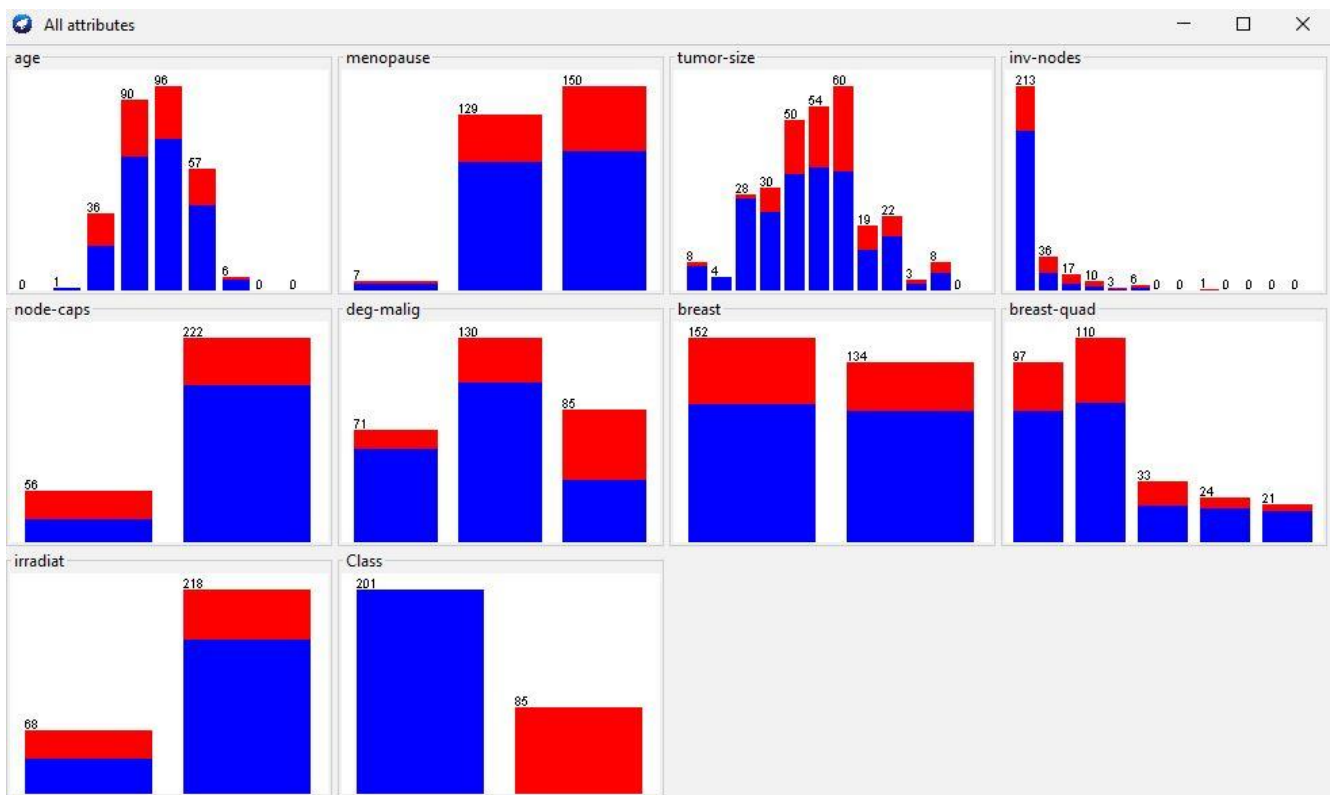 All attributes
age
0 1 36 90 96 57 6 0 0
menopause
7 129 150
tumor-size
8 4 28 30 50 54 60 19 22 3 8 0
inv-nodes
213 36 17 10 3 6 0 0 1 0 0 0 0
node-caps
56 222
deg-malig
71 130 85
breast
152 134
breast-quad
97 110 33 24 21
irradiat
68 218
Class
201 85